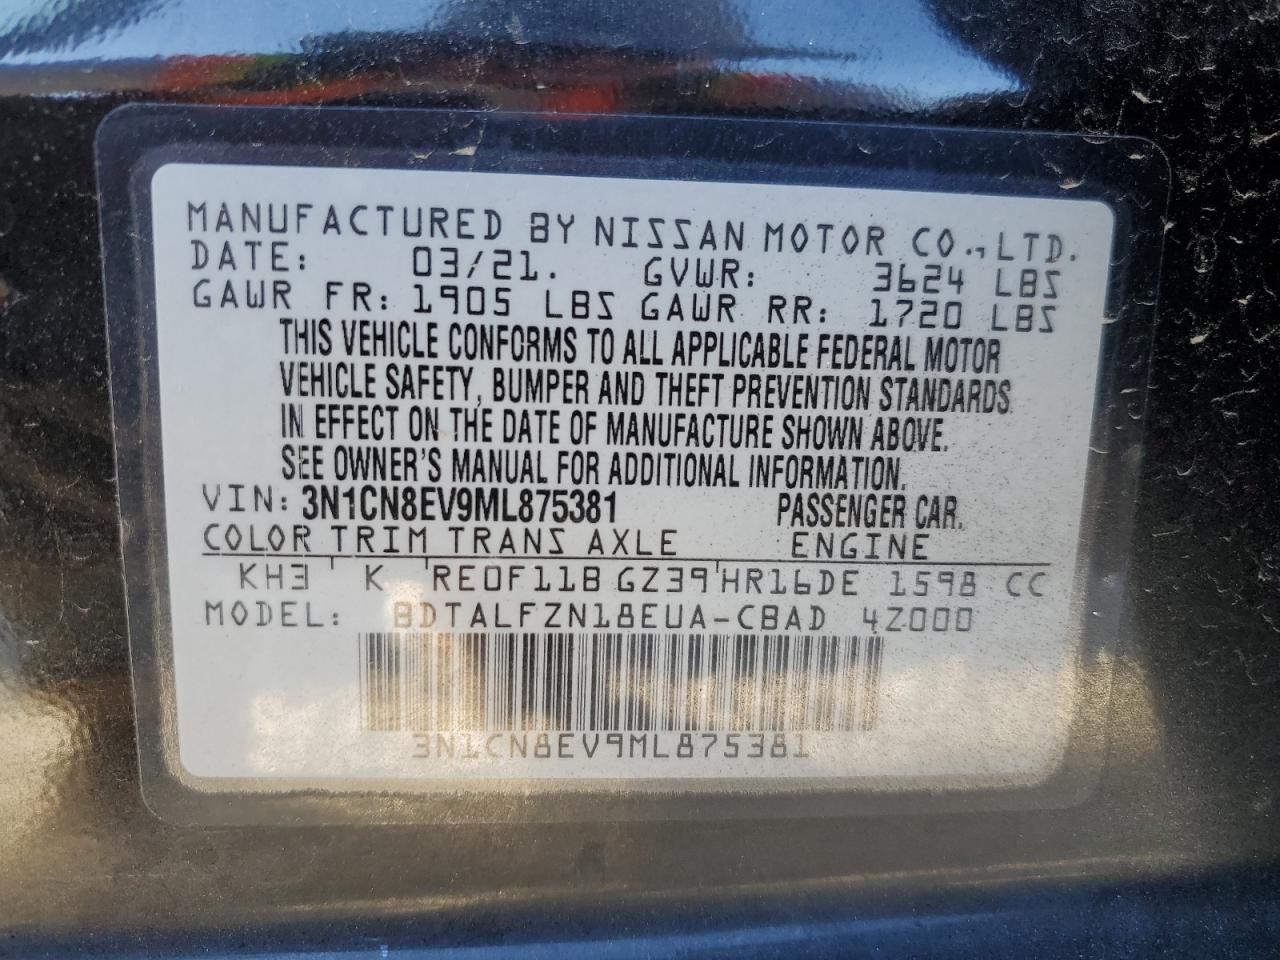 MANUFACTURED BY NISSAN MOTOR CO.,LTD.
DATE: 03/21. GVWR: 3624 LBS
GAWR FR: 1905 LBS GAWR RR: 1720 LBS
THIS VEHICLE CONFORMS TO ALL APPLICABLE FEDERAL MOTOR
VEHICLE SAFETY, BUMPER AND THEFT PREVENTION STANDARDS
IN EFFECT ON THE DATE OF MANUFACTURE SHOWN ABOVE.
SEE OWNER'S MANUAL FOR ADDITIONAL INFORMATION.
VIN: 3N1CN8EV9ML875381 PASSENGER CAR.
COLOR TRIM TRANS AXLE ENGINE
KH3 K RE0F11B GZ39 HR16DE 1598 CC
MODEL: BDTALFZN18EUA-CBAD 4Z000
3N1CN8EV9ML875381